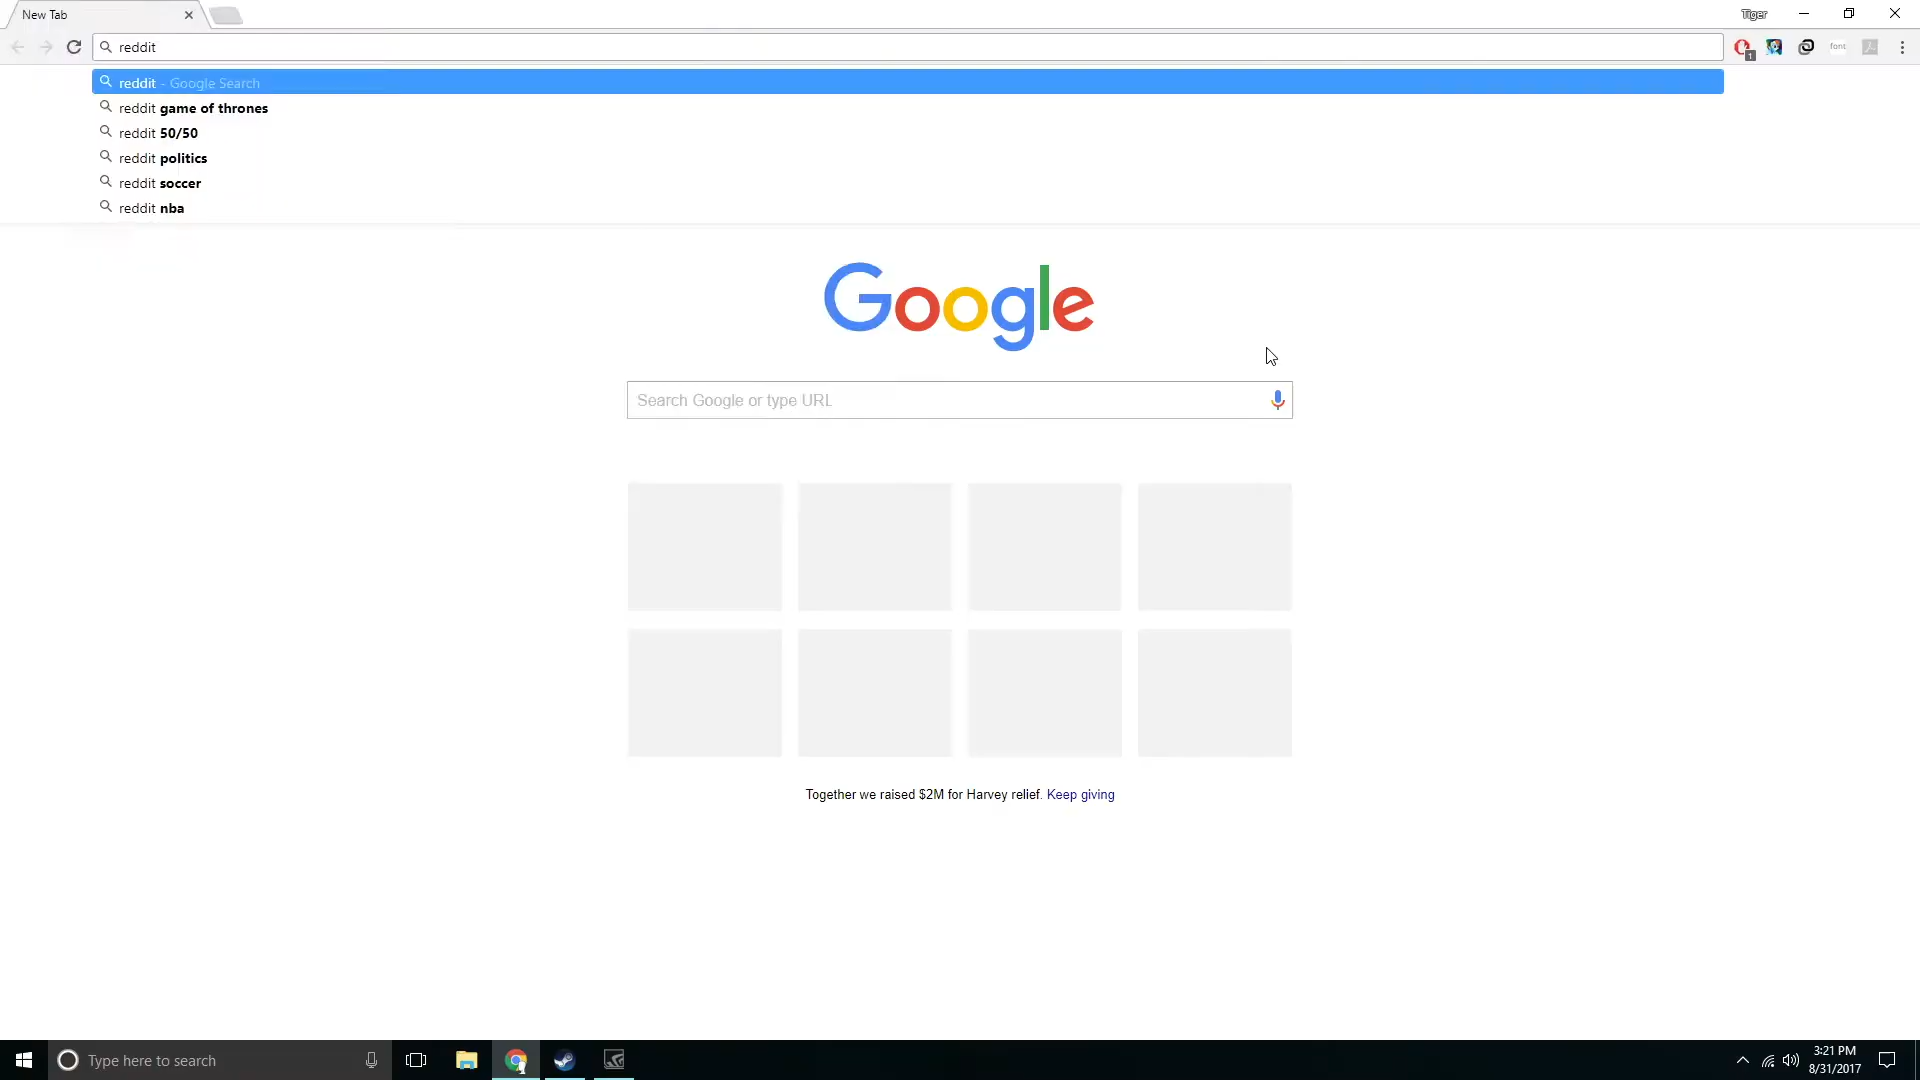 New Tab
Tiger
reddit
font
1
reddit - Google Search
reddit game of thrones
reddit 50/50
reddit politics
reddit soccer
reddit nba
Google
Search Google or type URL
Together we raised $2M for Harvey relief. Keep giving
Type here to search
3:21 PM
8/31/2017